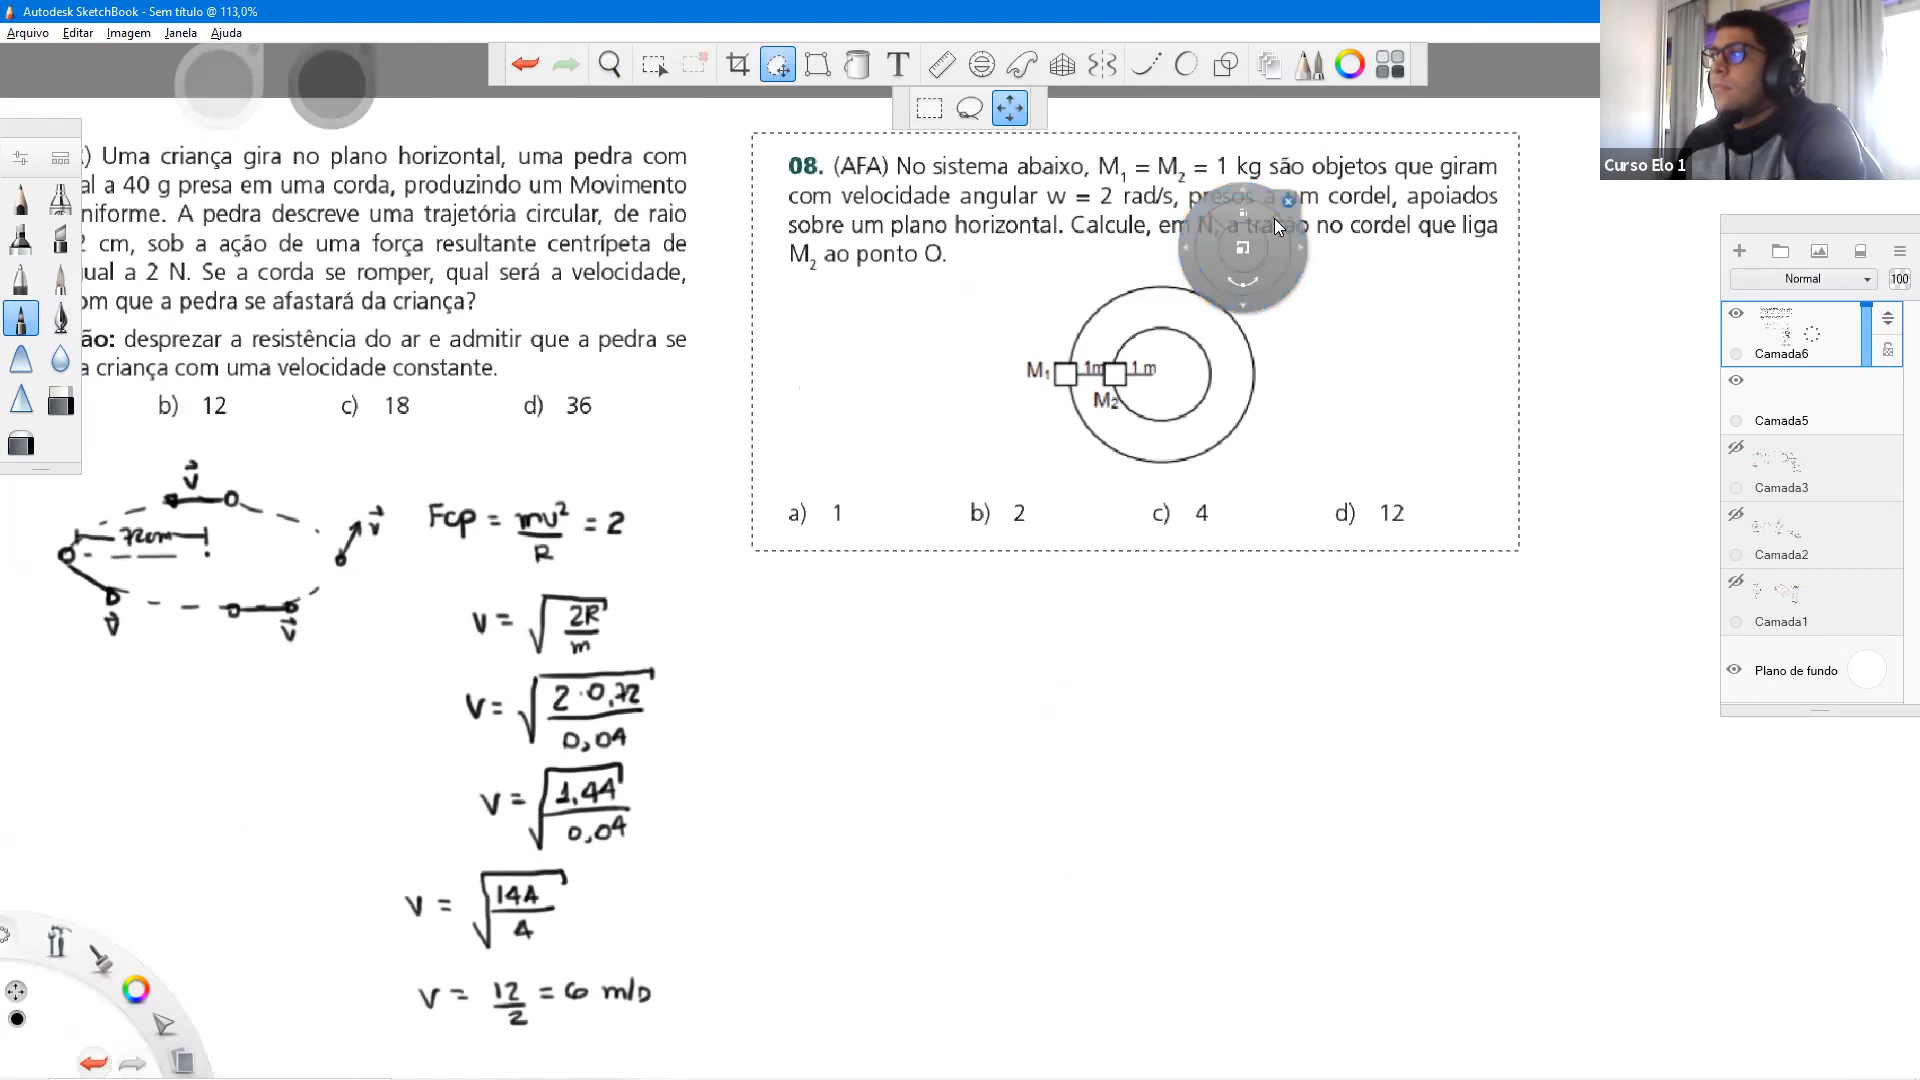 Autodesk SketchBook - Sem título @ 113,0%
Arquivo Editar Imagem Janela Ajuda
) Uma criança gira no plano horizontal, uma pedra com
al a 40 g presa em uma corda, produzindo um Movimento
niforme. A pedra descreve uma trajetória circular, de raio
2 cm, sob a ação de uma força resultante centrípeta de
ual a 2 N. Se a corda se romper, qual será a velocidade,
om que a pedra se afastará da criança?
ão: desprezar a resistência do ar e admitir que a pedra se
a criança com uma velocidade constante.
b) 12 c) 18 d) 36
V
72cm
V
V
V
Fcp = mv² = 2
R
V = √ 2R
m
V = √ 2 · 0,72
0,04
V = √ 1,44
0,04
V = √ 144
4
V = 12 = 6 m/s
2
08. (AFA) No sistema abaixo, M₁ = M₂ = 1 kg são objetos que giram
com velocidade angular w = 2 rad/s, presos a um cordel, apoiados
sobre um plano horizontal. Calcule, em N, a tração no cordel que liga
M₂ ao ponto O.
M₁ 1m 1 m
M₂
a) 1 b) 2 c) 4 d) 12
Curso Elo 1
Normal 100
Camada6
Camada5
Camada3
Camada2
Camada1
Plano de fundo